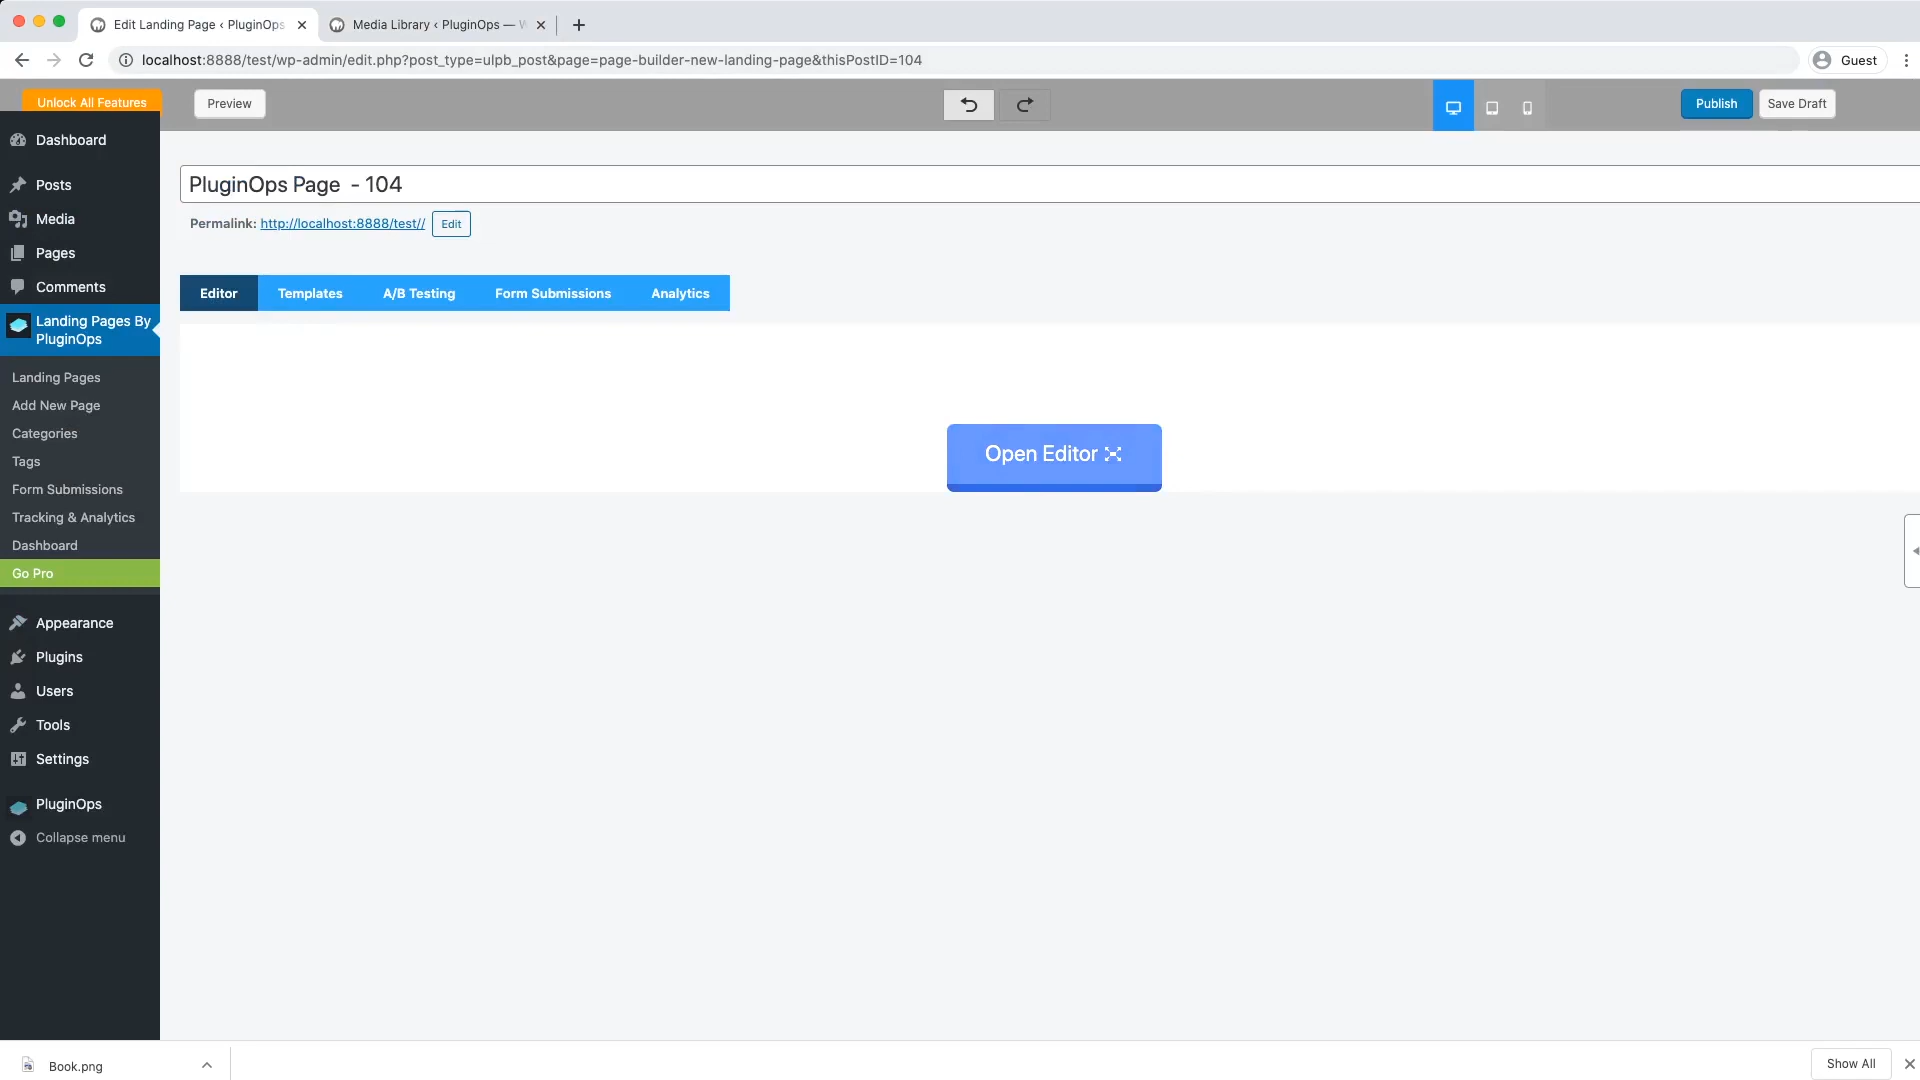 Edit Landing Page ‹ PluginOps
Media Library ‹ PluginOps —
localhost:8888/test/wp-admin/edit.php?post_type=ulpb_post&page=page-builder-new-landing-page&thisPostID=104
Guest
Unlock All Features
Preview
Publish
Save Draft
Dashboard
Posts
Media
Pages
Comments
Landing Pages By
PluginOps
Landing Pages
Add New Page
Categories
Tags
Form Submissions
Tracking & Analytics
Dashboard
Go Pro
Appearance
Plugins
Users
Tools
Settings
PluginOps
Collapse menu
PluginOps Page - 104
Permalink: http://localhost:8888/test// Edit
Editor Templates A/B Testing Form Submissions Analytics
Open Editor
Book.png
Show All